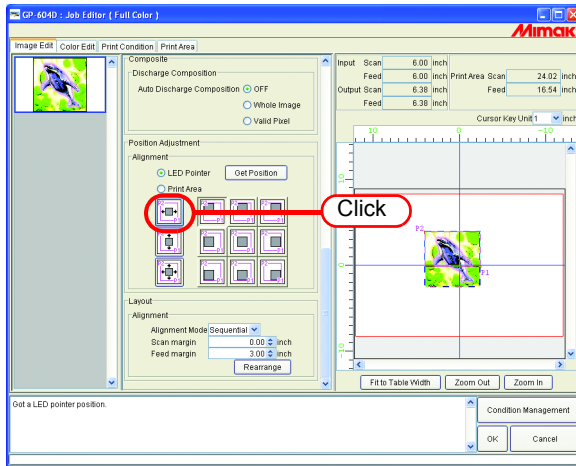 GP-604D : Job Editor ( Full Color )
Mimaki
Image Edit Color Edit Print Condition Print Area
Composite
Discharge Composition
Auto Discharge Composition OFF
Whole Image
Valid Pixel
Position Adjustment
Alignment
LED Pointer Get Position
Print Area
P2 P1
Click
Layout
Alignment
Alignment Mode Sequential
Scan margin 0.00 inch
Feed margin 3.00 inch
Rearrange
Input Scan 6.00 inch Print Area Scan 24.02 inch
Feed 6.00 inch Feed 16.54 inch
Output Scan 6.38 inch
Feed 6.38 inch
Cursor Key Unit 1 inch
10 0 -10
10
0
-10
P2
P1
Fit to Table Width Zoom Out Zoom In
Got a LED pointer position.
Condition Management
OK Cancel